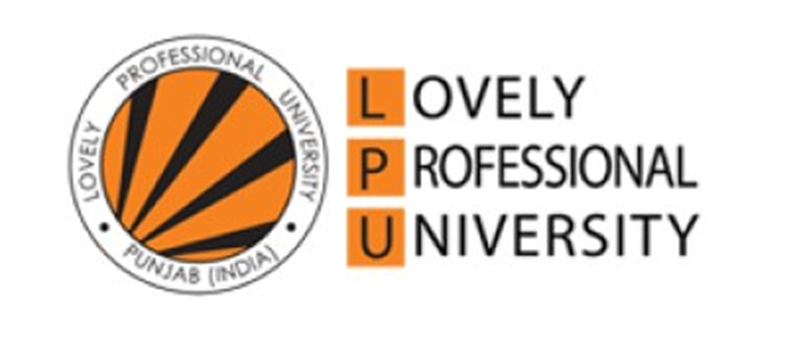 LOVELY PROFESSIONAL UNIVERSITY
PUNJAB (INDIA)
LOVELY
PROFESSIONAL
UNIVERSITY